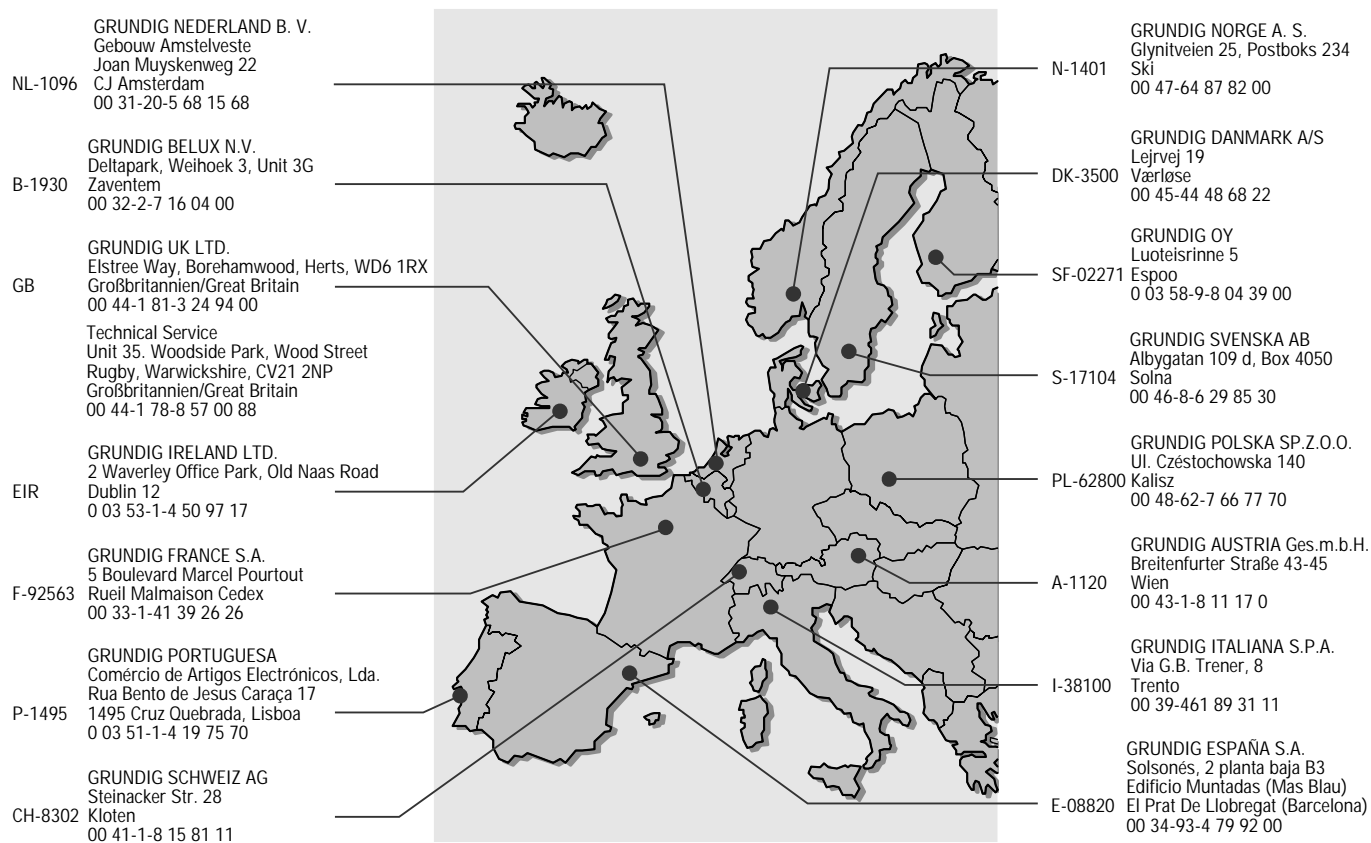 GRUNDIG NEDERLAND B. V.
Gebouw Amstelveste
Joan Muyskenweg 22
NL-1096 CJ Amsterdam
00 31-20-5 68 15 68
GRUNDIG BELUX N.V.
Deltapark, Weihoek 3, Unit 3G
B-1930 Zaventem
00 32-2-7 16 04 00
GRUNDIG UK LTD.
Elstree Way, Borehamwood, Herts, WD6 1RX
GB Großbritannien/Great Britain
00 44-1 81-3 24 94 00
Technical Service
Unit 35. Woodside Park, Wood Street
Rugby, Warwickshire, CV21 2NP
Großbritannien/Great Britain
00 44-1 78-8 57 00 88
GRUNDIG IRELAND LTD.
2 Waverley Office Park, Old Naas Road
EIR Dublin 12
0 03 53-1-4 50 97 17
GRUNDIG FRANCE S.A.
5 Boulevard Marcel Pourtout
F-92563 Rueil Malmaison Cedex
00 33-1-41 39 26 26
GRUNDIG PORTUGUESA
Comércio de Artigos Electrónicos, Lda.
Rua Bento de Jesus Caraça 17
P-1495 1495 Cruz Quebrada, Lisboa
0 03 51-1-4 19 75 70
GRUNDIG SCHWEIZ AG
Steinacker Str. 28
CH-8302 Kloten
00 41-1-8 15 81 11
GRUNDIG NORGE A. S.
Glynitveien 25, Postboks 234
N-1401 Ski
00 47-64 87 82 00
GRUNDIG DANMARK A/S
Lejrvej 19
DK-3500 Værløse
00 45-44 48 68 22
GRUNDIG OY
Luoteisrinne 5
SF-02271 Espoo
0 03 58-9-8 04 39 00
GRUNDIG SVENSKA AB
Albygatan 109 d, Box 4050
S-17104 Solna
00 46-8-6 29 85 30
GRUNDIG POLSKA SP.Z.O.O.
Ul. Czéstochowska 140
PL-62800 Kalisz
00 48-62-7 66 77 70
GRUNDIG AUSTRIA Ges.m.b.H.
Breitenfurter Straße 43-45
A-1120 Wien
00 43-1-8 11 17 0
GRUNDIG ITALIANA S.P.A.
Via G.B. Trener, 8
I-38100 Trento
00 39-461 89 31 11
GRUNDIG ESPAÑA S.A.
Solsonés, 2 planta baja B3
Edificio Muntadas (Mas Blau)
E-08820 El Prat De Llobregat (Barcelona)
00 34-93-4 79 92 00